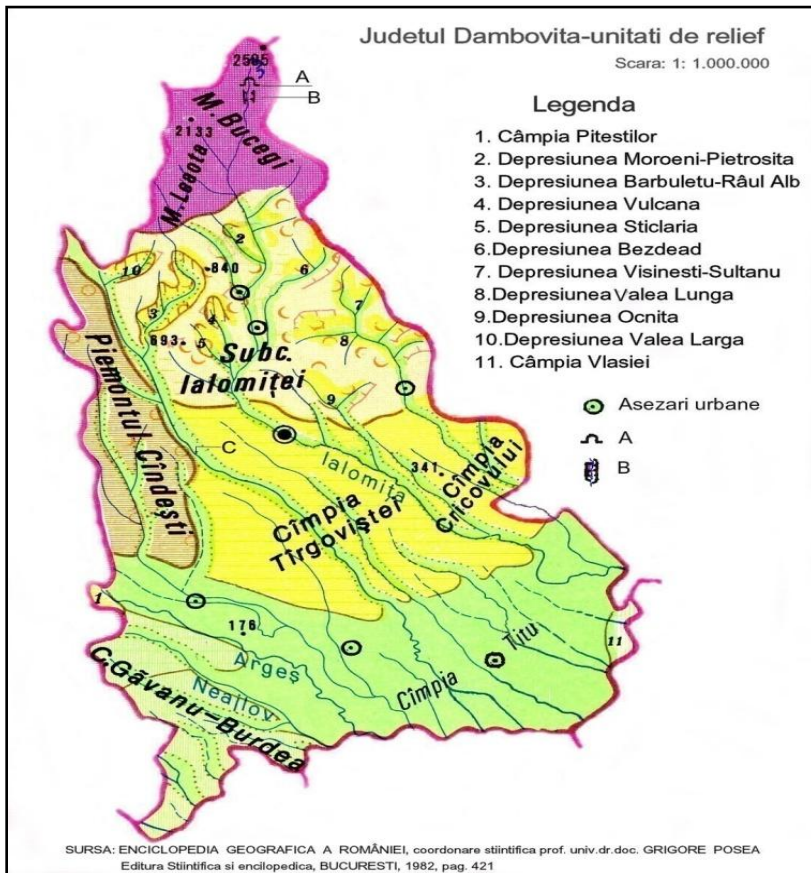 Judetul Dambovita-unitati de relief
Scara: 1: 1.000.000
A
B
M. Bucegi
2133
M. Leaota
Legenda
1. Câmpia Pitestilor
2. Depresiunea Moroeni-Pietrosita
3. Depresiunea Barbuletu-Râul Alb
4. Depresiunea Vulcana
5. Depresiunea Sticlaria
6.Depresiunea Bezdead
7. Depresiunea Visinesti-Sultanu
8.Depresiunea Valea Lunga
9.Depresiunea Ocnita
10.Depresiunea Valea Larga
11. Câmpia Vlasiei
Asezari urbane
A
B
2
10
840
6
3
4
7
893
5
8
Subc.
Ialomiței
9
Piemontul Cîndești
C
Ialomița
341
Cîmpia
Cricovului
Cîmpia
Tîrgoviștei
1
176
11
Argeș
Neajlov
Cîmpia Titu
C.Găvanu-Burdea
SURSA: ENCICLOPEDIA GEOGRAFICA A ROMÂNIEI, coordonare stiintifica prof. univ.dr.doc. GRIGORE POSEA
Editura Stiintifica si encilopedica, BUCURESTI, 1982, pag. 421